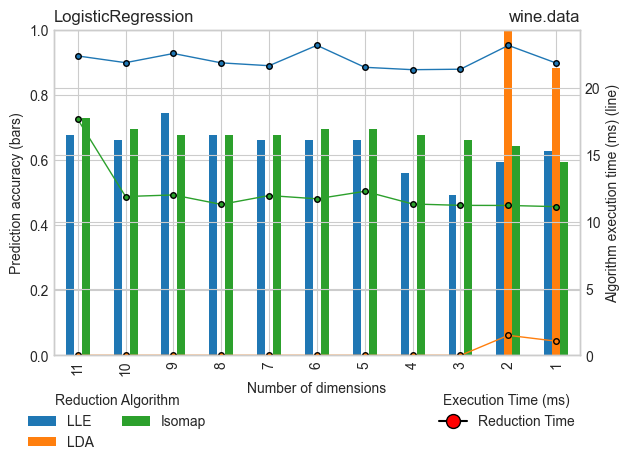 LogisticRegression wine.data
1.0
0.8
0.6
0.4
0.2
0.0
Prediction accuracy (bars)
20
15
10
5
0
Algorithm execution time (ms) (line)
11 10 9 8 7 6 5 4 3 2 1
Number of dimensions
Reduction Algorithm
LLE
LDA
Isomap
Execution Time (ms)
Reduction Time